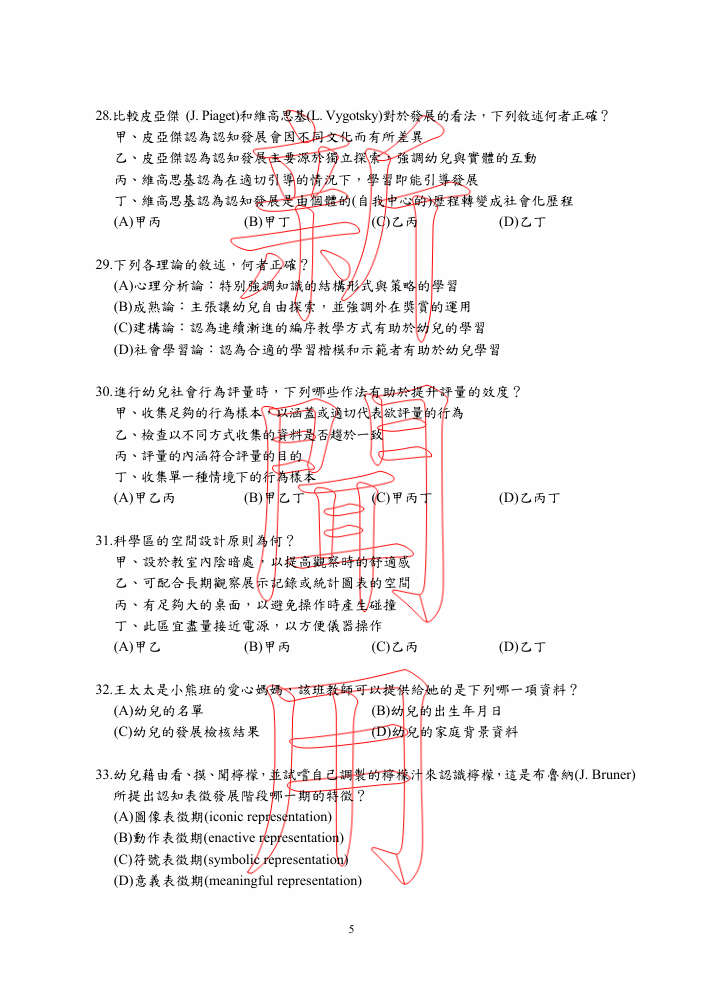 28.比較皮亞傑 (J. Piaget)和維高思基(L. Vygotsky)對於發展的看法，下列敘述何者正確？
甲、皮亞傑認為認知發展會因不同文化而有所差異
乙、皮亞傑認為認知發展主要源於獨立探索，強調幼兒與實體的互動
丙、維高思基認為在適切引導的情況下，學習即能引導發展
丁、維高思基認為認知發展是由個體的(自我中心的)歷程轉變成社會化歷程
(A)甲丙 (B)甲丁 (C)乙丙 (D)乙丁
29.下列各理論的敘述，何者正確？
(A)心理分析論：特別強調知識的結構形式與策略的學習
(B)成熟論：主張讓幼兒自由探索，並強調外在獎賞的運用
(C)建構論：認為連續漸進的編序教學方式有助於幼兒的學習
(D)社會學習論：認為合適的學習楷模和示範者有助於幼兒學習
30.進行幼兒社會行為評量時，下列哪些作法有助於提升評量的效度？
甲、收集足夠的行為樣本，以涵蓋或適切代表欲評量的行為
乙、檢查以不同方式收集的資料是否趨於一致
丙、評量的內涵符合評量的目的
丁、收集單一種情境下的行為樣本
(A)甲乙丙 (B)甲乙丁 (C)甲丙丁 (D)乙丙丁
31.科學區的空間設計原則為何？
甲、設於教室內陰暗處，以提高觀察時的舒適感
乙、可配合長期觀察展示記錄或統計圖表的空間
丙、有足夠大的桌面，以避免操作時產生碰撞
丁、此區宜盡量接近電源，以方便儀器操作
(A)甲乙 (B)甲丙 (C)乙丙 (D)乙丁
32.王太太是小熊班的愛心媽媽，該班教師可以提供給她的是下列哪一項資料？
(A)幼兒的名單 (B)幼兒的出生年月日
(C)幼兒的發展檢核結果 (D)幼兒的家庭背景資料
33.幼兒藉由看、摸、聞檸檬，並試嚐自己調製的檸檬汁來認識檸檬，這是布魯納(J. Bruner)
所提出認知表徵發展階段哪一期的特徵？
(A)圖像表徵期(iconic representation)
(B)動作表徵期(enactive representation)
(C)符號表徵期(symbolic representation)
(D)意義表徵期(meaningful representation)
5
新聞用